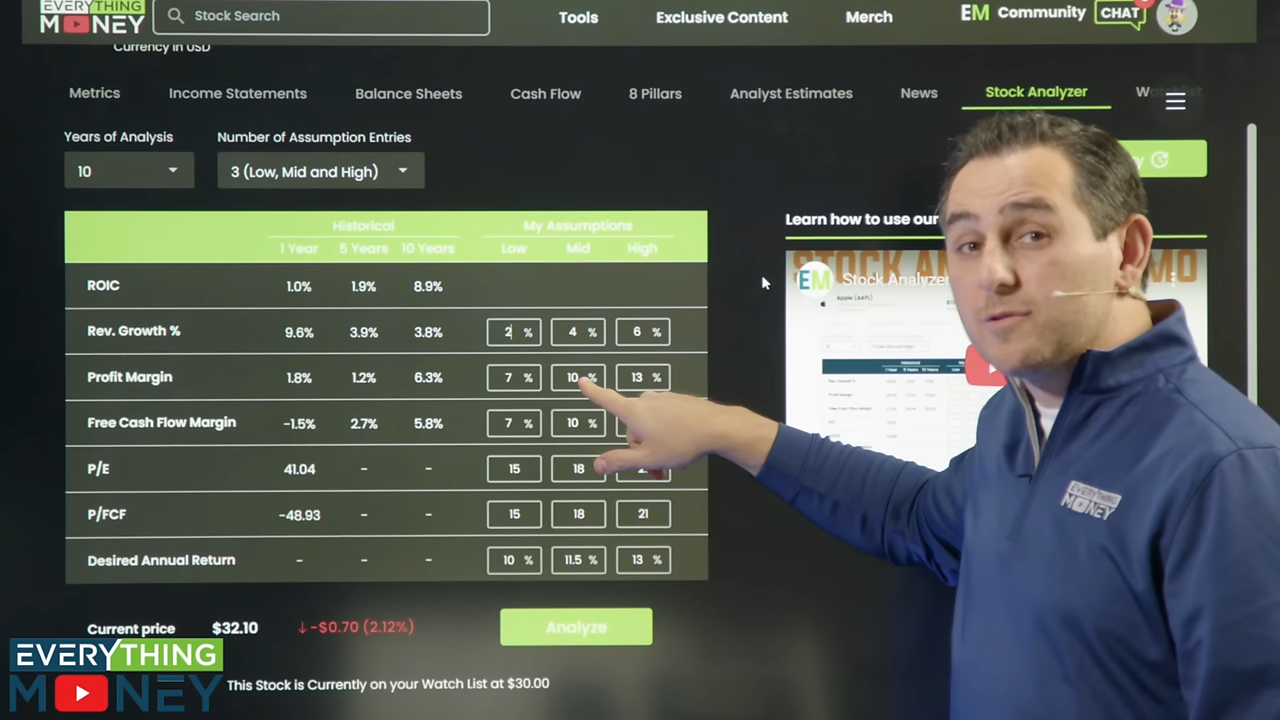 EVERYTHING
MONEY
Stock Search
Tools
Exclusive Content
Merch
EM Community
CHAT
Currency in USD
Metrics
Income Statements
Balance Sheets
Cash Flow
8 Pillars
Analyst Estimates
News
Stock Analyzer
Years of Analysis
Number of Assumption Entries
10
3 (Low, Mid and High)
Learn how to use our
Historical My Assumptions
1 Year 5 Years 10 Years Low Mid High
ROIC 1.0% 1.9% 8.9%
Rev. Growth % 9.6% 3.9% 3.8% 2 % 4 % 6 %
Profit Margin 1.8% 1.2% 6.3% 7 % 10 % 13 %
Free Cash Flow Margin -1.5% 2.7% 5.8% 7 % 10 %
P/E 41.04 - - 15 18
P/FCF -48.93 - - 15 18 21
Desired Annual Return - - - 10 % 11.5 % 13 %
EM Stock Analyzer
Apple (AAPL)
Current price $32.10 ↓-$0.70 (2.12%)
Analyze
This Stock is Currently on your Watch List at $30.00
EVERYTHING
MONEY
EVERYTHING
MONEY